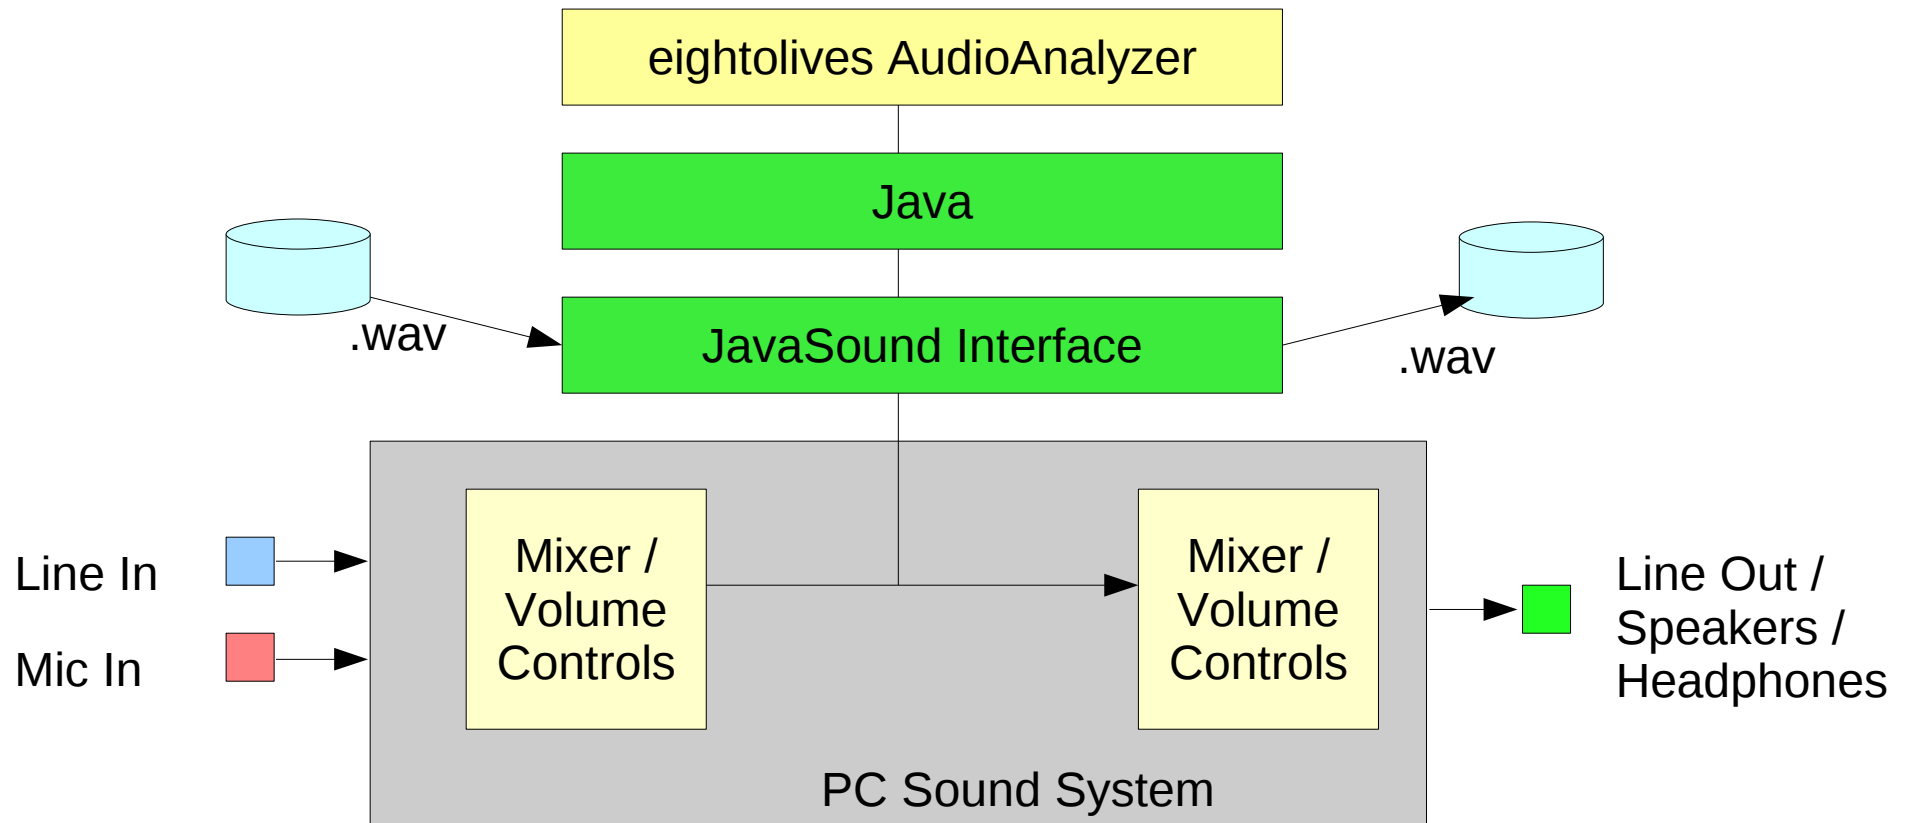 eightolives AudioAnalyzer
Java
.wav
JavaSound Interface
.wav
Line In
Mic In
Mixer /
Volume
Controls
Mixer /
Volume
Controls
Line Out /
Speakers /
Headphones
PC Sound System